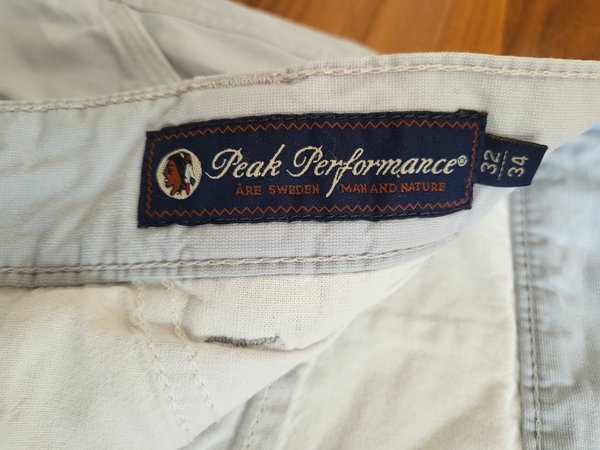 Peak Performance®
ÅRE SWEDEN MAN AND NATURE
32
34